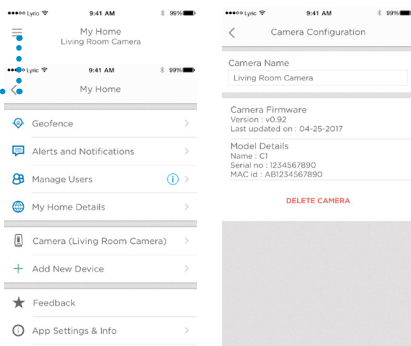 Lyric 9:41 AM 99%
My Home
Living Room Camera
Lyric 9:41 AM 99%
My Home
Geofence
Alerts and Notifications
Manage Users
My Home Details
Camera (Living Room Camera)
Add New Device
Feedback
App Settings & Info
Lyric 9:41 AM 99%
Camera Configuration
Camera Name
Living Room Camera
Camera Firmware
Version : v0.92
Last updated on : 04-25-2017
Model Details
Name : C1
Serial no : 1234567890
MAC id : AB1234567890
DELETE CAMERA